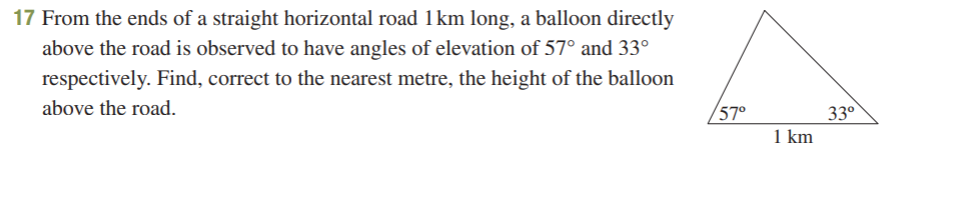 17 From the ends of a straight horizontal road 1 km long, a balloon directly
above the road is observed to have angles of elevation of 57° and 33°
respectively. Find, correct to the nearest metre, the height of the balloon
above the road.
57° 33°
1 km